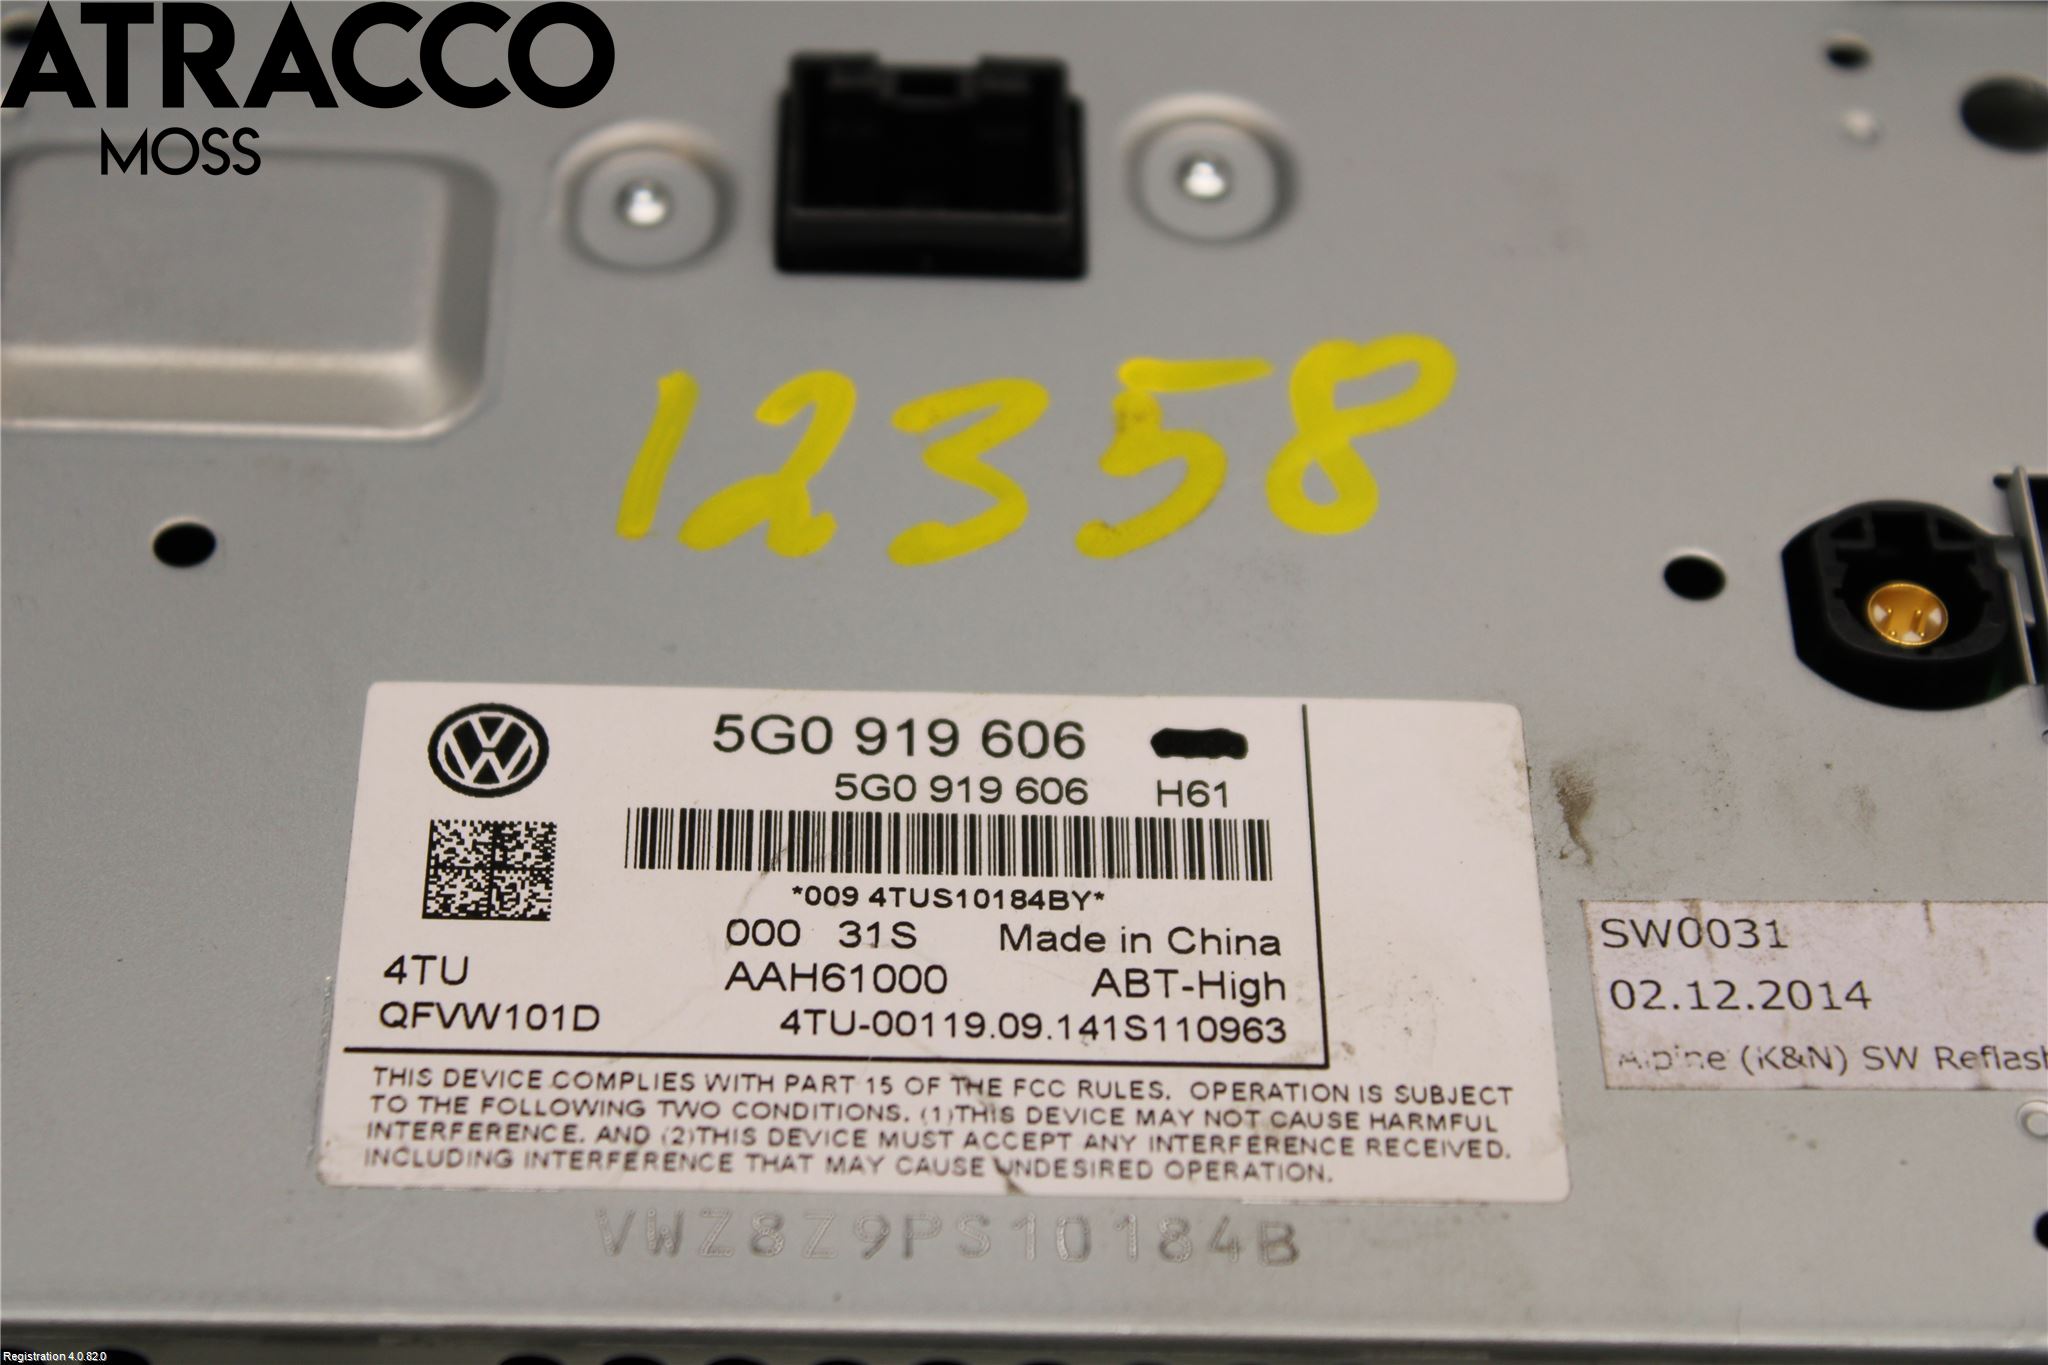 ATRACCO
MOSS
12358
5G0 919 606
5G0 919 606 H61
*009 4TUS10184BY*
000 31S Made in China
4TU AAH61000 ABT-High
QFVW101D 4TU-00119.09.141S110963
THIS DEVICE COMPLIES WITH PART 15 OF THE FCC RULES. OPERATION IS SUBJECT
TO THE FOLLOWING TWO CONDITIONS. (1)THIS DEVICE MAY NOT CAUSE HARMFUL
INTERFERENCE. AND (2)THIS DEVICE MUST ACCEPT ANY INTERFERENCE RECEIVED.
INCLUDING INTERFERENCE THAT MAY CAUSE UNDESIRED OPERATION.
SW0031
02.12.2014
Alpine (K&N) SW Reflash
VWZ8Z9PS10184B
Registration 4.0.82.0